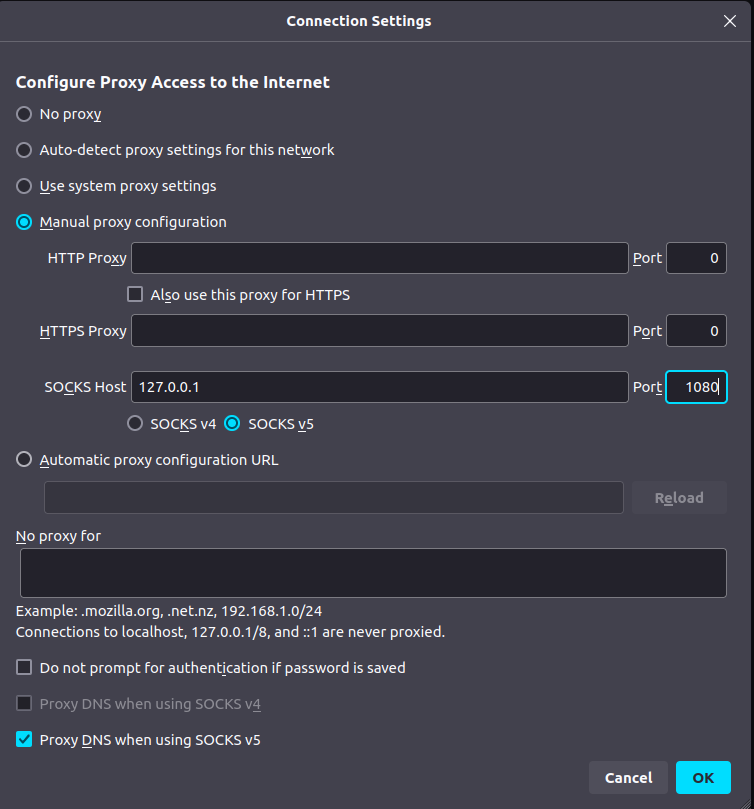 Connection Settings
Configure Proxy Access to the Internet
No proxy
Auto-detect proxy settings for this network
Use system proxy settings
Manual proxy configuration
HTTP Proxy Port 0
Also use this proxy for HTTPS
HTTPS Proxy Port 0
SOCKS Host 127.0.0.1 Port 1080
SOCKS v4 SOCKS v5
Automatic proxy configuration URL
Reload
No proxy for
Example: .mozilla.org, .net.nz, 192.168.1.0/24
Connections to localhost, 127.0.0.1/8, and ::1 are never proxied.
Do not prompt for authentication if password is saved
Proxy DNS when using SOCKS v4
Proxy DNS when using SOCKS v5
Cancel OK